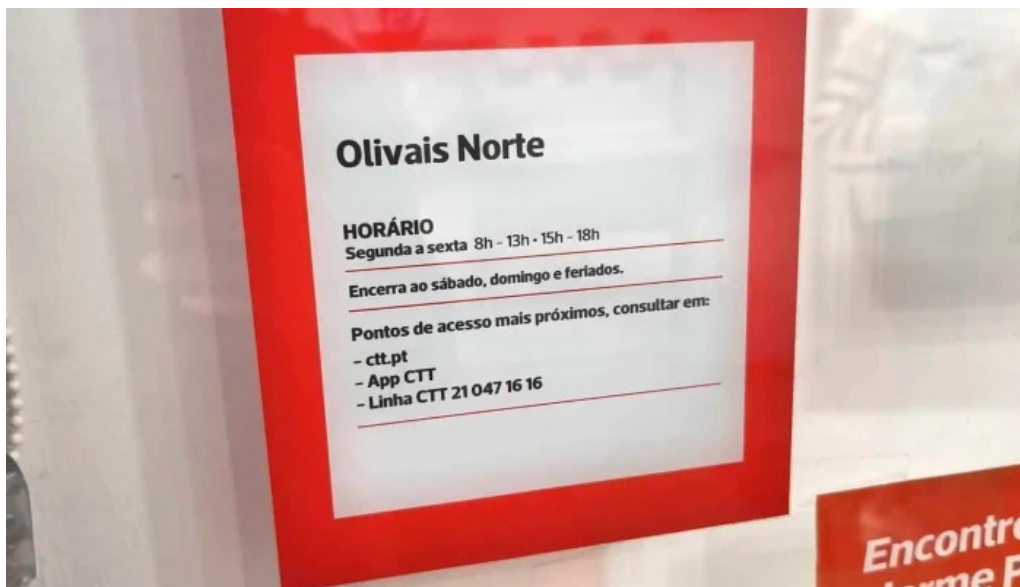 Olivais Norte
HORÁRIO
Segunda a sexta 8h - 13h • 15h - 18h
Encerra ao sábado, domingo e feriados.
Pontos de acesso mais próximos, consultar em:
- ctt.pt
- App CTT
- Linha CTT 21 047 16 16
Encontre